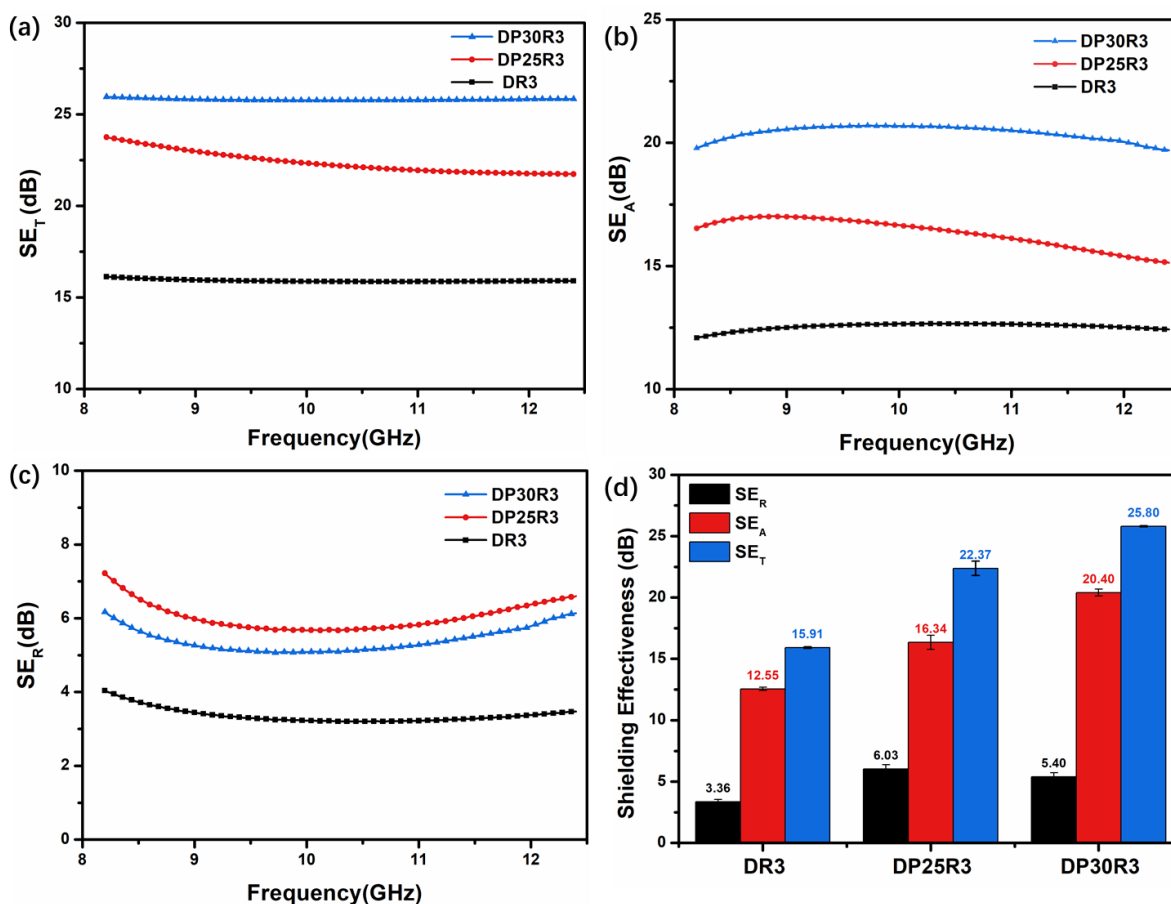 (a)
30
25
20
15
10
SE_T (dB)
DP30R3
DP25R3
DR3
8 9 10 11 12
Frequency(GHz)
(b)
25
20
15
10
SE_A (dB)
DP30R3
DP25R3
DR3
8 9 10 11 12
Frequency(GHz)
(c)
10
8
6
4
2
0
SE_R (dB)
DP30R3
DP25R3
DR3
8 9 10 11 12
Frequency(GHz)
(d)
30
25
20
15
10
5
0
Shielding Effectiveness (dB)
SE_R
SE_A
SE_T
3.36 12.55 15.91
6.03 16.34 22.37
5.40 20.40 25.80
DR3 DP25R3 DP30R3